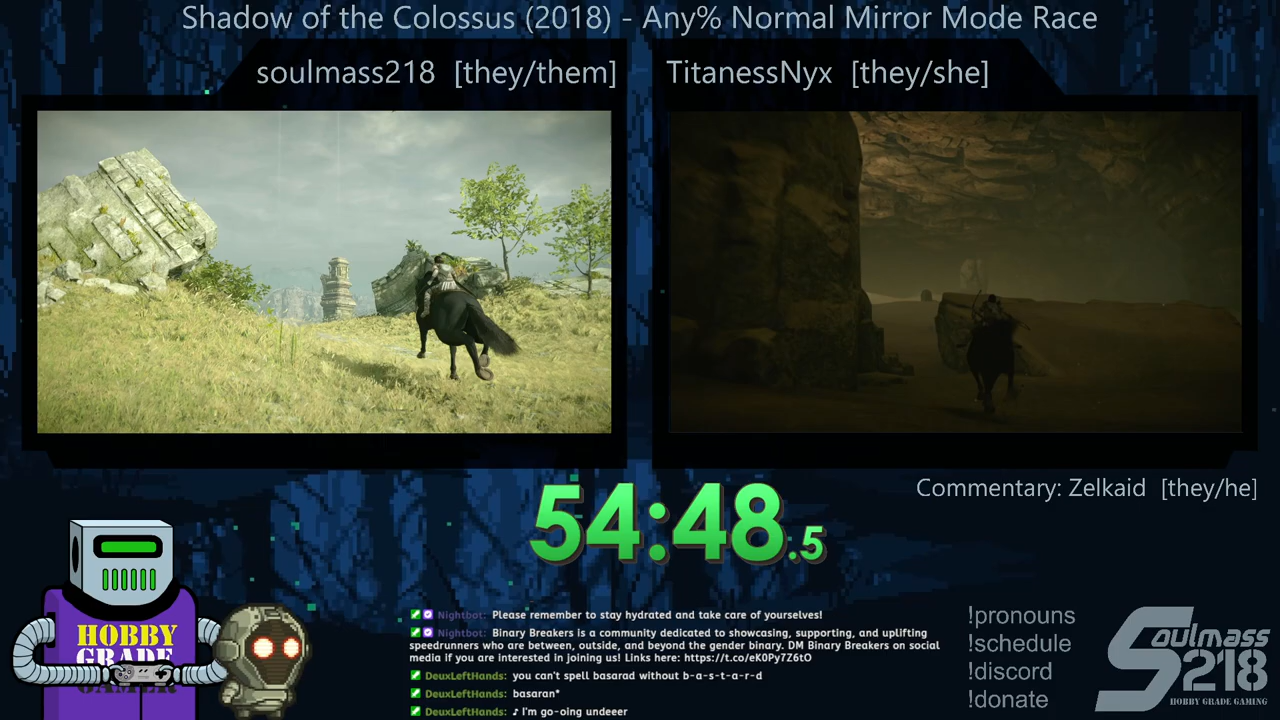 Shadow of the Colossus (2018) - Any% Normal Mirror Mode Race
soulmass218 [they/them]
TitanessNyx [they/she]
Commentary: Zelkaid [they/he]
54:48.5
HOBBY
GRADE
GAMER
Nightbot: Please remember to stay hydrated and take care of yourselves!
Nightbot: Binary Breakers is a community dedicated to showcasing, supporting, and uplifting
speedrunners who are between, outside, and beyond the gender binary. DM Binary Breakers on social
media if you are interested in joining us! Links here: https://t.co/eK0Py7Z6tO
DeuxLeftHands: you can't spell basarad without b-a-s-t-a-r-d
DeuxLeftHands: basaran*
DeuxLeftHands: ♪ I'm go-oing undeeer
!pronouns
!schedule
!discord
!donate
Soulmass
218
HOBBY GRADE GAMING